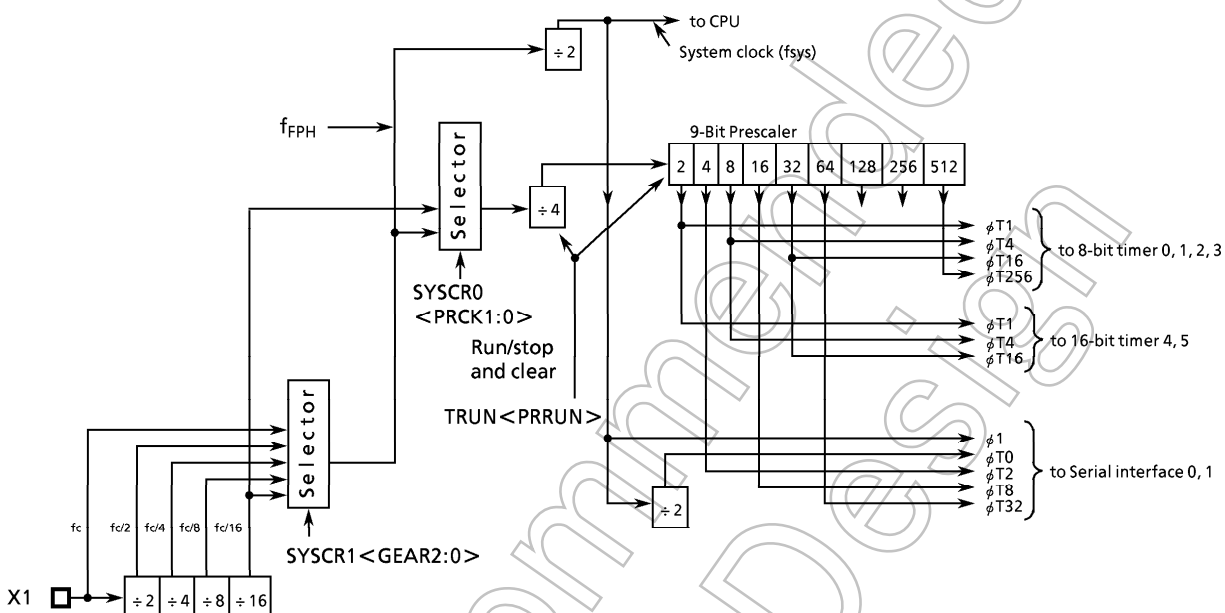 to CPU
÷2
System clock (fsys)
fFPH
Selector
9-Bit Prescaler
2 4 8 16 32 64 128 256 512
÷4
ϕT1
ϕT4
ϕT16
ϕT256
to 8-bit timer 0, 1, 2, 3
SYSCR0
<PRCK1:0>
ϕT1
ϕT4
ϕT16
to 16-bit timer 4, 5
Run/stop
and clear
TRUN<PRRUN>
Selector
ϕ1
ϕT0
ϕT2
ϕT8
ϕT32
to Serial interface 0, 1
÷2
fc fc/2 fc/4 fc/8 fc/16
SYSCR1<GEAR2:0>
X1
÷2 ÷4 ÷8 ÷16
ommende
Design